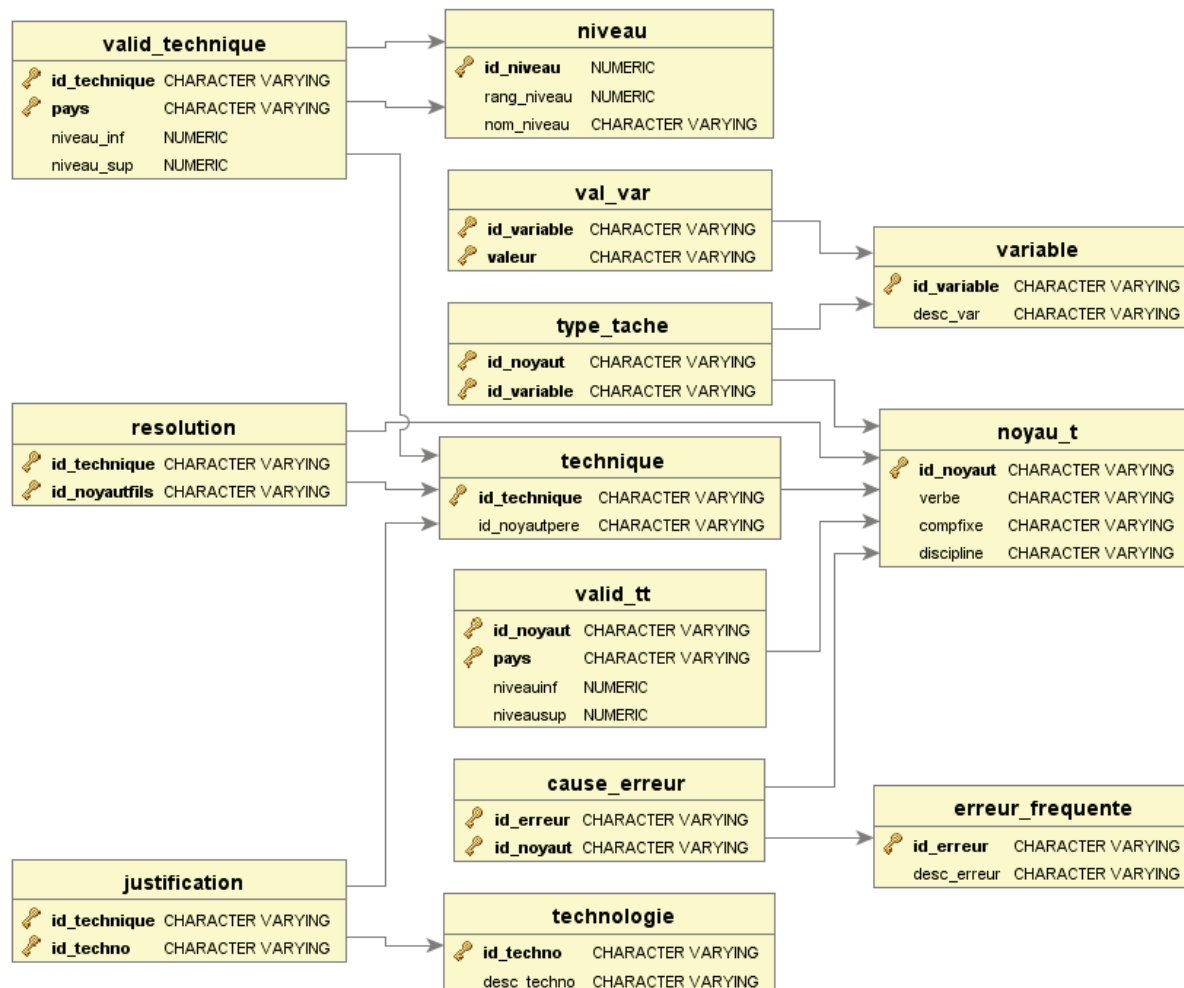 valid_technique
id_technique CHARACTER VARYING
pays CHARACTER VARYING
niveau_inf NUMERIC
niveau_sup NUMERIC
niveau
id_niveau NUMERIC
rang_niveau NUMERIC
nom_niveau CHARACTER VARYING
val_var
id_variable CHARACTER VARYING
valeur CHARACTER VARYING
variable
id_variable CHARACTER VARYING
desc_var CHARACTER VARYING
type_tache
id_noyaut CHARACTER VARYING
id_variable CHARACTER VARYING
resolution
id_technique CHARACTER VARYING
id_noyautfils CHARACTER VARYING
technique
id_technique CHARACTER VARYING
id_noyautpere CHARACTER VARYING
noyau_t
id_noyaut CHARACTER VARYING
verbe CHARACTER VARYING
compfixe CHARACTER VARYING
discipline CHARACTER VARYING
valid_tt
id_noyaut CHARACTER VARYING
pays CHARACTER VARYING
niveauinf NUMERIC
niveausup NUMERIC
cause_erreur
id_erreur CHARACTER VARYING
id_noyaut CHARACTER VARYING
erreur_frequente
id_erreur CHARACTER VARYING
desc_erreur CHARACTER VARYING
justification
id_technique CHARACTER VARYING
id_techno CHARACTER VARYING
technologie
id_techno CHARACTER VARYING
desc_techno CHARACTER VARYING